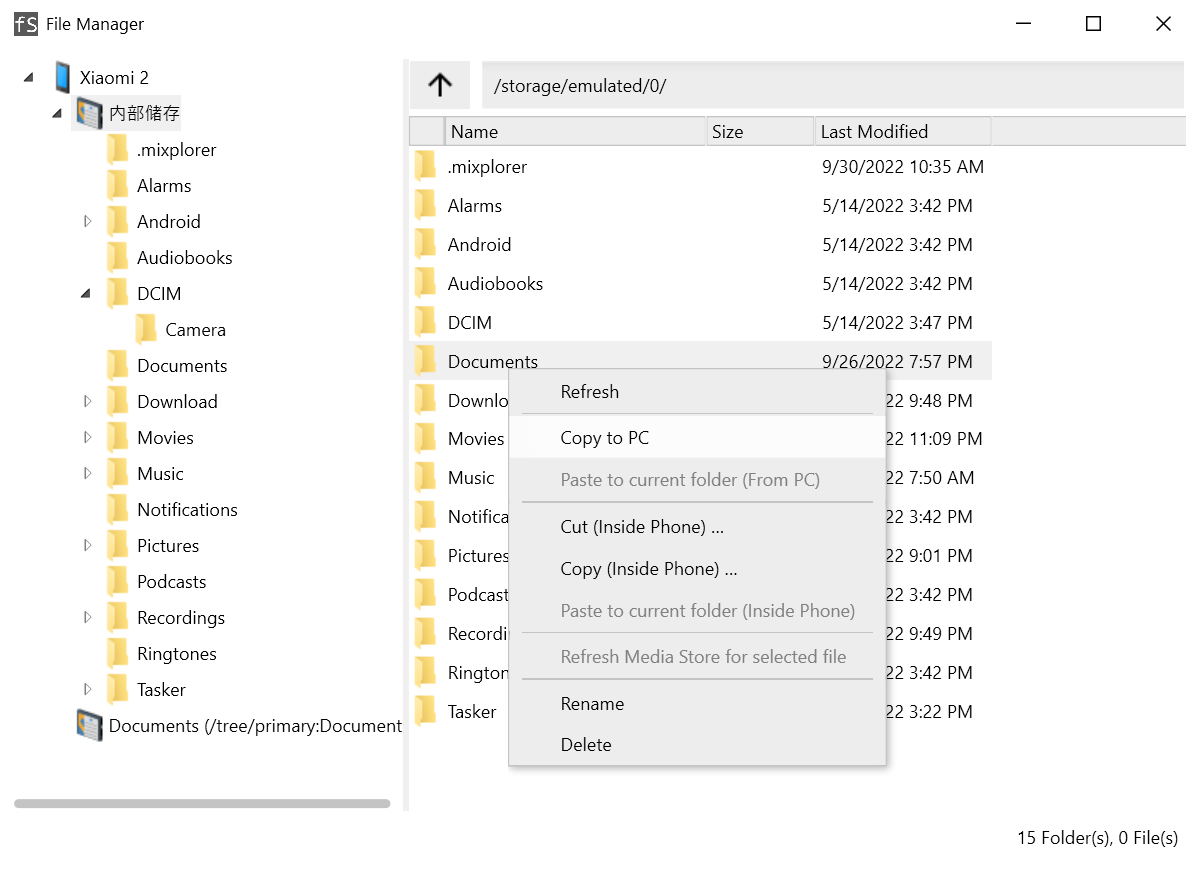 fS File Manager
Xiaomi 2
内部储存
.mixplorer
Alarms
Android
Audiobooks
DCIM
Camera
Documents
Download
Movies
Music
Notifications
Pictures
Podcasts
Recordings
Ringtones
Tasker
Documents (/tree/primary:Document
/storage/emulated/0/
Name Size Last Modified
.mixplorer 9/30/2022 10:35 AM
Alarms 5/14/2022 3:42 PM
Android 5/14/2022 3:42 PM
Audiobooks 5/14/2022 3:42 PM
DCIM 5/14/2022 3:47 PM
Documents 9/26/2022 7:57 PM
Downlo 22 9:48 PM
Movies 22 11:09 PM
Music 22 7:50 AM
Notifica 22 3:42 PM
Pictures 22 9:01 PM
Podcast 22 3:42 PM
Recordi 22 9:49 PM
Rington 22 3:42 PM
Tasker 22 3:22 PM
Refresh
Copy to PC
Paste to current folder (From PC)
Cut (Inside Phone) ...
Copy (Inside Phone) ...
Paste to current folder (Inside Phone)
Refresh Media Store for selected file
Rename
Delete
15 Folder(s), 0 File(s)